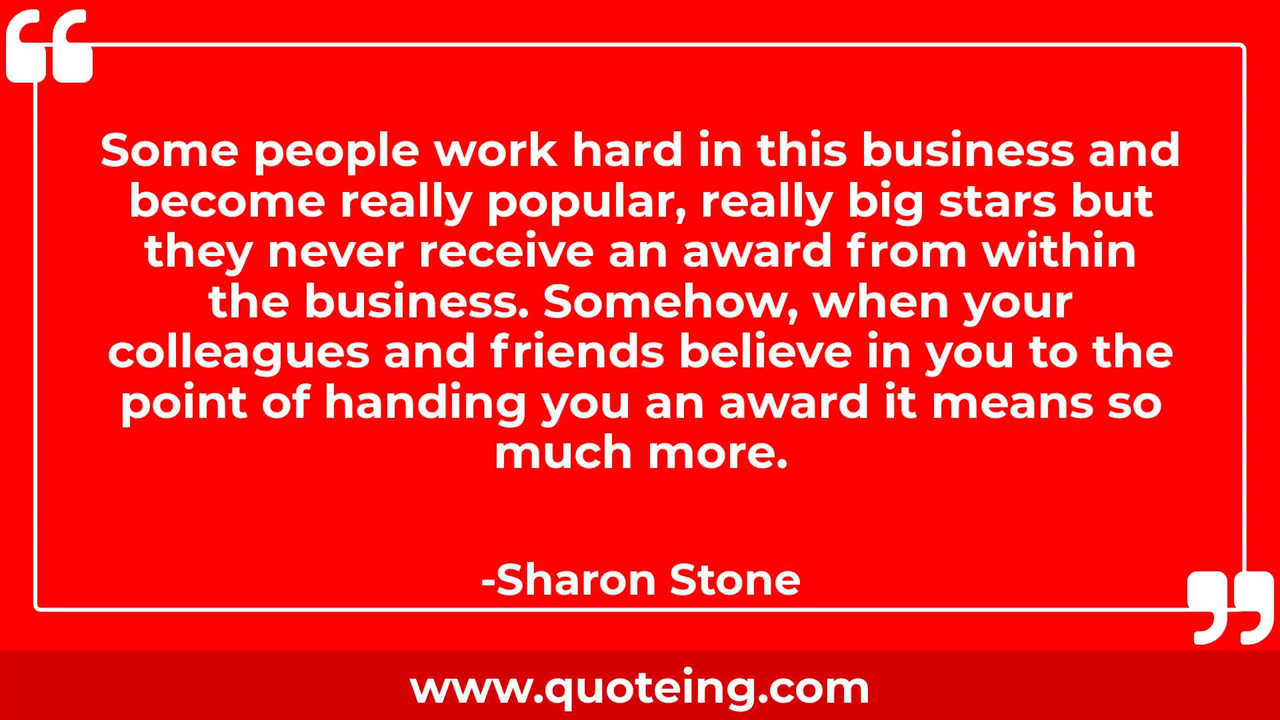 Some people work hard in this business and
become really popular, really big stars but
they never receive an award from within
the business. Somehow, when your
colleagues and friends believe in you to the
point of handing you an award it means so
much more.
-Sharon Stone
www.quoteing.com